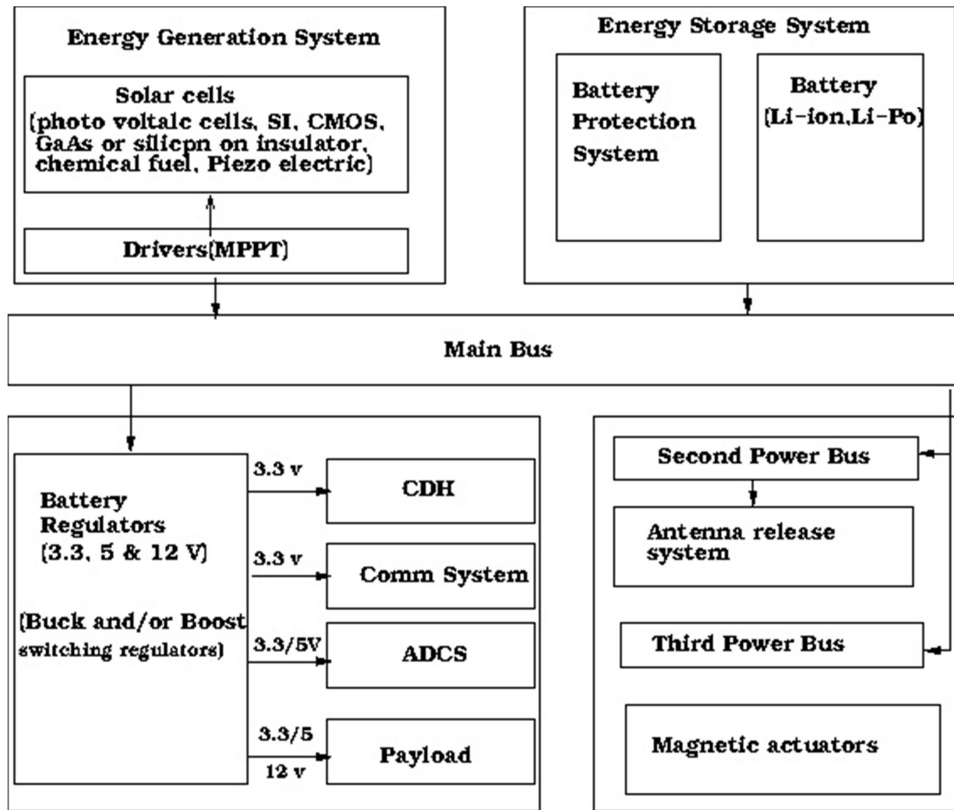 Energy Generation System
Solar cells
(photo voltalc cells, SI, CMOS,
GaAs or silicpn on insulator,
chemical fuel, Piezo electric)
Drivers(MPPT)
Energy Storage System
Battery
Protection
System
Battery
(Li-ion,Li-Po)
Main Bus
Battery
Regulators
(3.3, 5 & 12 V)
(Buck and/or Boost
switching regulators)
3.3 v
CDH
3.3 v
Comm System
3.3/5V
ADCS
3.3/5
12 v
Payload
Second Power Bus
Antenna release
system
Third Power Bus
Magnetic actuators